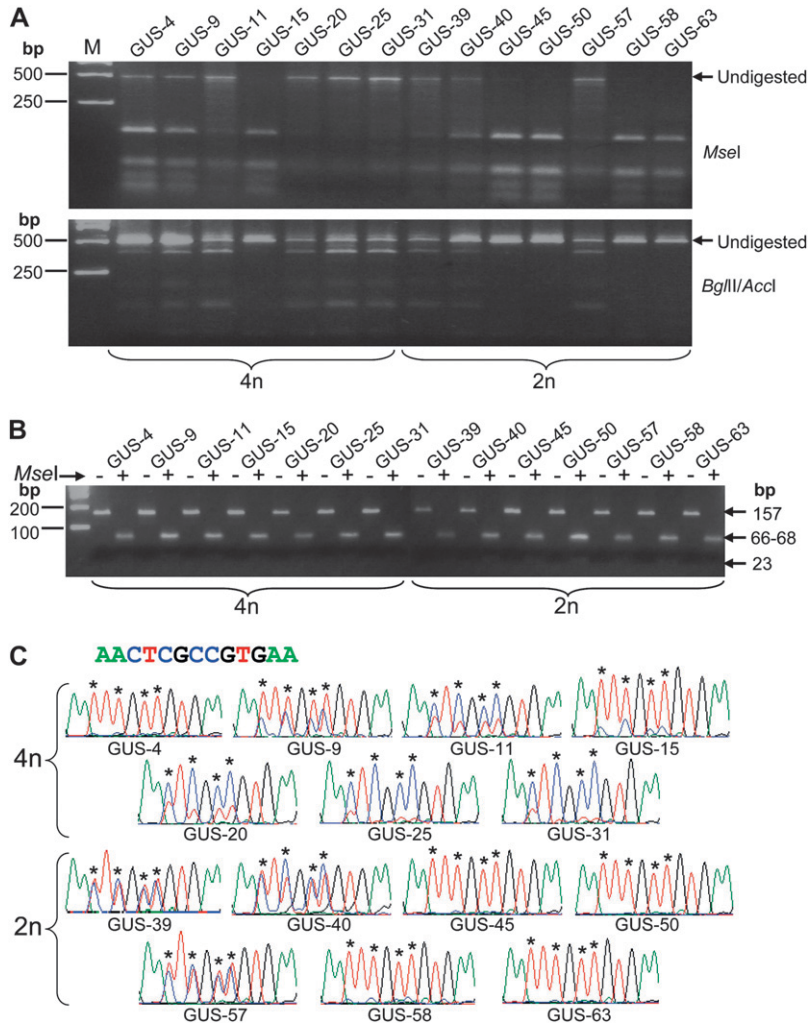 A
bp M GUS-4 GUS-9 GUS-11 GUS-15 GUS-20 GUS-25 GUS-31 GUS-39 GUS-40 GUS-45 GUS-50 GUS-57 GUS-58 GUS-63
500
Undigested
250
MseI
bp
500
Undigested
250
BglII/AccI
4n 2n
B
GUS-4 GUS-9 GUS-11 GUS-15 GUS-20 GUS-25 GUS-31 GUS-39 GUS-40 GUS-45 GUS-50 GUS-57 GUS-58 GUS-63
MseI - + - + - + - + - + - + - + - + - + - + - + - + - + - +
bp bp
200 157
100 66-68
23
4n 2n
C
AACTCGCCGTGAA
* * * * * * * * * * * * * * * *
4n
GUS-4 GUS-9 GUS-11 GUS-15
* * * * * * * * * * * *
GUS-20 GUS-25 GUS-31
* * * * * * * * * * * * * * * *
2n
GUS-39 GUS-40 GUS-45 GUS-50
* * * * * * * * * * * *
GUS-57 GUS-58 GUS-63